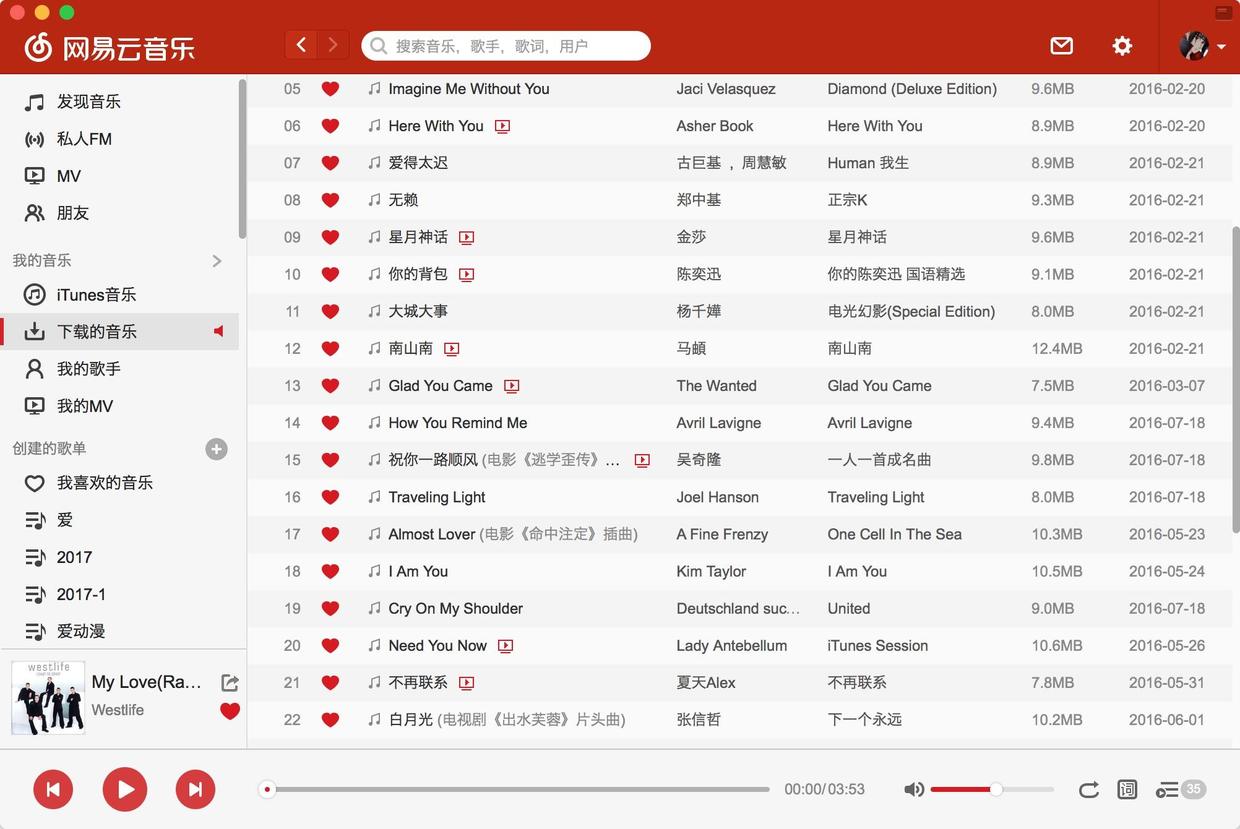 网易云音乐
搜索音乐，歌手，歌词，用户
发现音乐
私人FM
MV
朋友
我的音乐
iTunes音乐
下载的音乐
我的歌手
我的MV
创建的歌单
我喜欢的音乐
爱
2017
2017-1
爱动漫
westlife
My Love(Ra...
Westlife
05 Imagine Me Without You Jaci Velasquez Diamond (Deluxe Edition) 9.6MB 2016-02-20
06 Here With You Asher Book Here With You 8.9MB 2016-02-20
07 爱得太迟 古巨基 ，周慧敏 Human 我生 8.9MB 2016-02-21
08 无赖 郑中基 正宗K 9.3MB 2016-02-21
09 星月神话 金莎 星月神话 9.6MB 2016-02-21
10 你的背包 陈奕迅 你的陈奕迅 国语精选 9.1MB 2016-02-21
11 大城大事 杨千嬅 电光幻影(Special Edition) 8.0MB 2016-02-21
12 南山南 马頔 南山南 12.4MB 2016-02-21
13 Glad You Came The Wanted Glad You Came 7.5MB 2016-03-07
14 How You Remind Me Avril Lavigne Avril Lavigne 9.4MB 2016-07-18
15 祝你一路顺风 (电影《逃学歪传》... 吴奇隆 一人一首成名曲 9.8MB 2016-07-18
16 Traveling Light Joel Hanson Traveling Light 8.0MB 2016-07-18
17 Almost Lover (电影《命中注定》插曲) A Fine Frenzy One Cell In The Sea 10.3MB 2016-05-23
18 I Am You Kim Taylor I Am You 10.5MB 2016-05-24
19 Cry On My Shoulder Deutschland suc... United 9.0MB 2016-07-18
20 Need You Now Lady Antebellum iTunes Session 10.6MB 2016-05-26
21 不再联系 夏天Alex 不再联系 7.8MB 2016-05-31
22 白月光 (电视剧《出水芙蓉》片头曲) 张信哲 下一个永远 10.2MB 2016-06-01
00:00/03:53
词
35